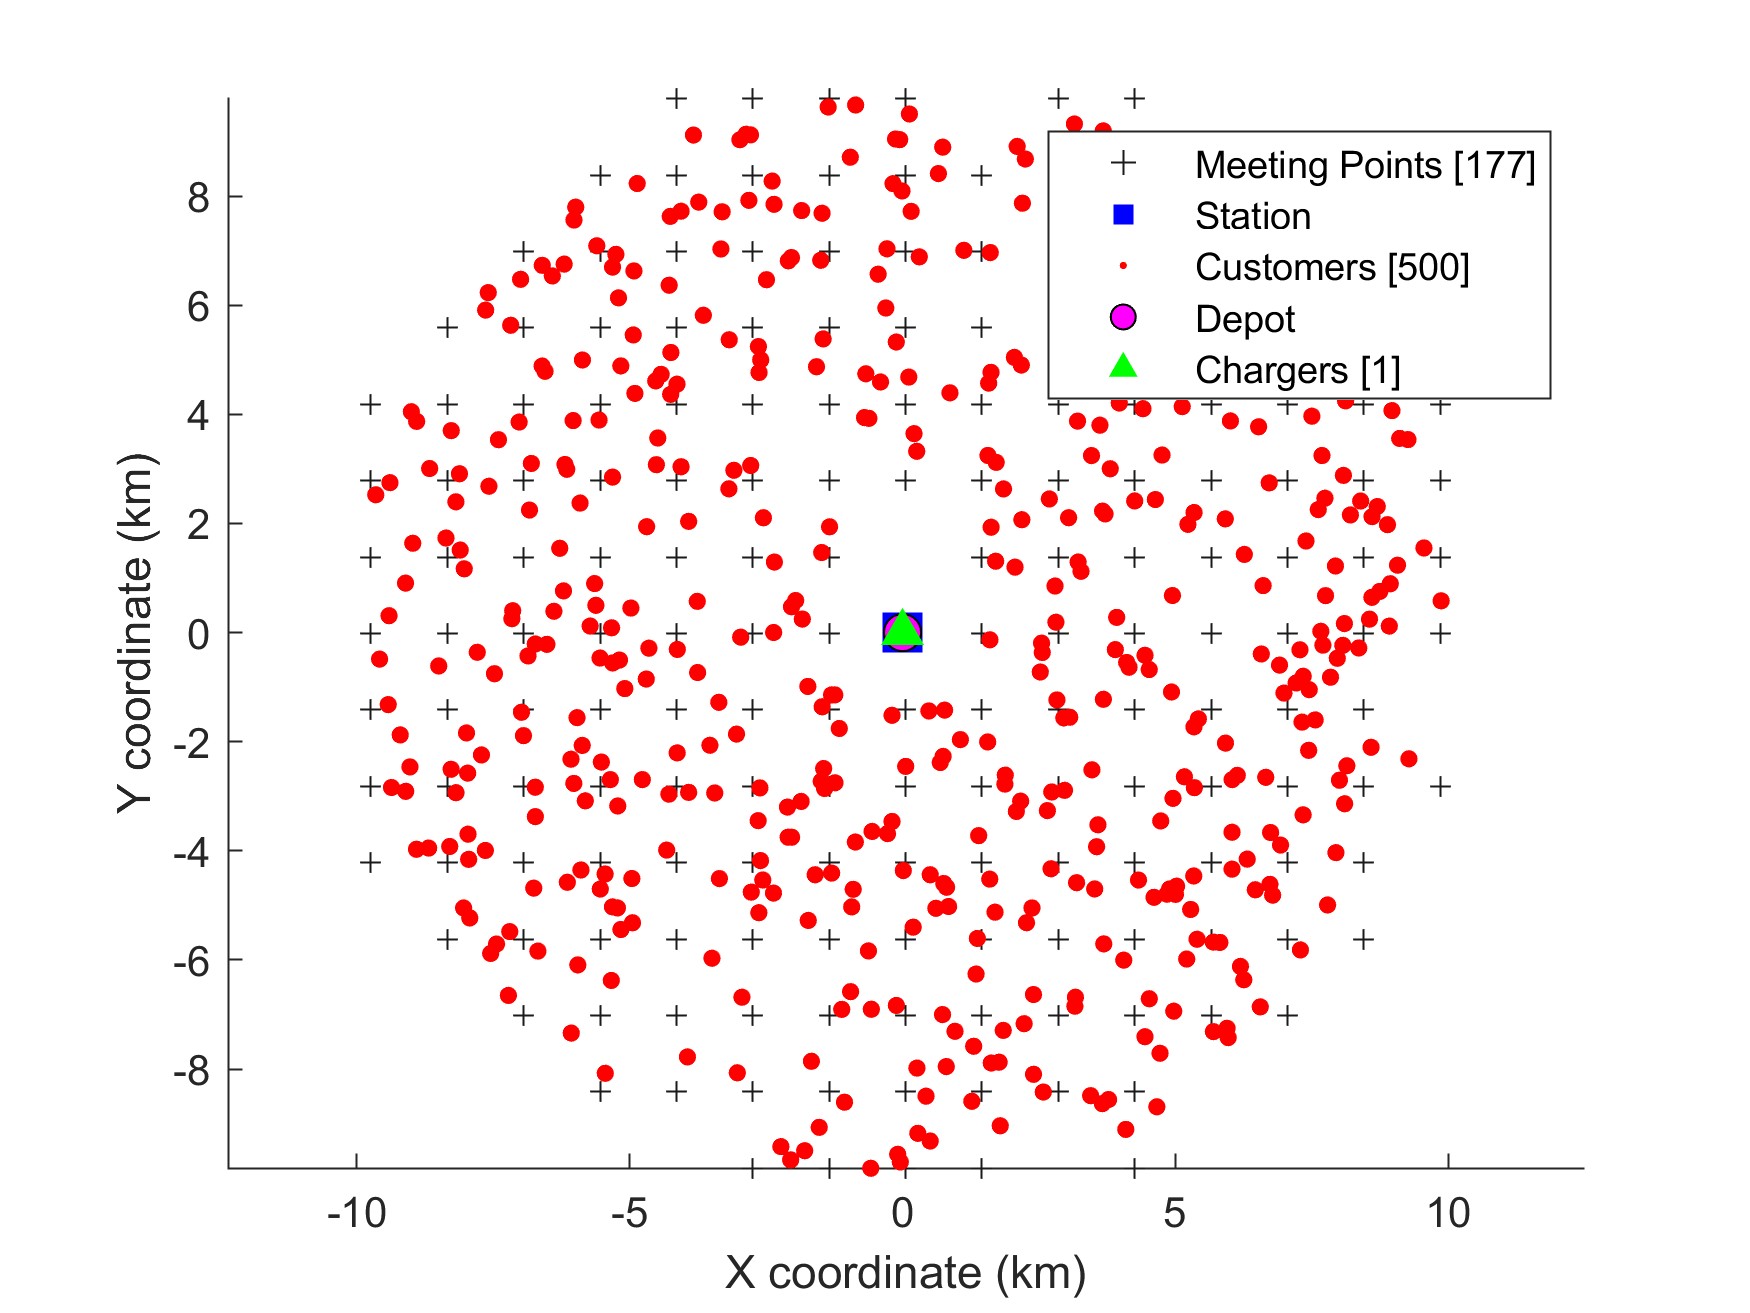 Meeting Points [177]
Station
Customers [500]
Depot
Chargers [1]
8
6
4
2
0
-2
-4
-6
-8
Y coordinate (km)
-10 -5 0 5 10
X coordinate (km)